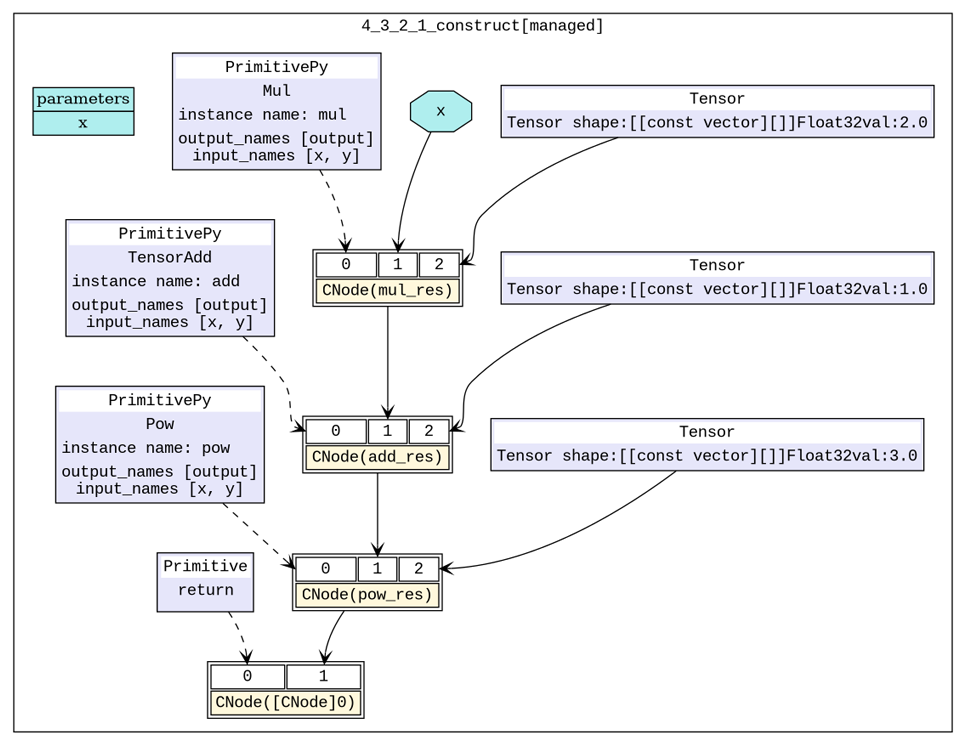 4_3_2_1_construct[managed]
PrimitivePy
Mul
instance name: mul
output_names [output]
input_names [x, y]
parameters
x
x
Tensor
Tensor shape:[[const vector][]]Float32val:2.0
PrimitivePy
TensorAdd
instance name: add
output_names [output]
input_names [x, y]
0 1 2
CNode(mul_res)
Tensor
Tensor shape:[[const vector][]]Float32val:1.0
PrimitivePy
Pow
instance name: pow
output_names [output]
input_names [x, y]
0 1 2
CNode(add_res)
Tensor
Tensor shape:[[const vector][]]Float32val:3.0
Primitive
return
0 1 2
CNode(pow_res)
0 1
CNode([CNode]0)